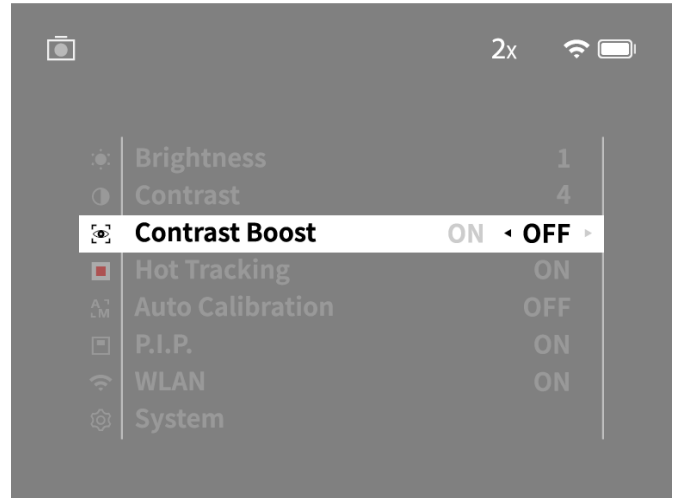 2x
Brightness 1
Contrast 4
Contrast Boost ON OFF
Hot Tracking ON
Auto Calibration OFF
P.I.P. ON
WLAN ON
System